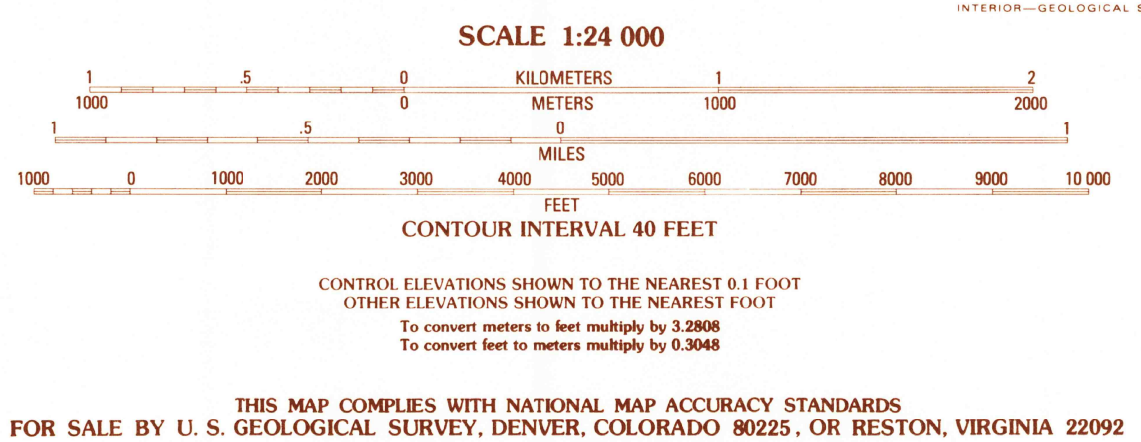 INTERIOR—GEOLOGICAL S
SCALE 1:24 000
1 .5 0 KILOMETERS 1 2
1000 0 METERS 1000 2000
1 .5 0 1
MILES
1000 0 1000 2000 3000 4000 5000 6000 7000 8000 9000 10 000
FEET
CONTOUR INTERVAL 40 FEET
CONTROL ELEVATIONS SHOWN TO THE NEAREST 0.1 FOOT
OTHER ELEVATIONS SHOWN TO THE NEAREST FOOT
To convert meters to feet multiply by 3.2808
To convert feet to meters multiply by 0.3048
THIS MAP COMPLIES WITH NATIONAL MAP ACCURACY STANDARDS
FOR SALE BY U. S. GEOLOGICAL SURVEY, DENVER, COLORADO 80225, OR RESTON, VIRGINIA 22092